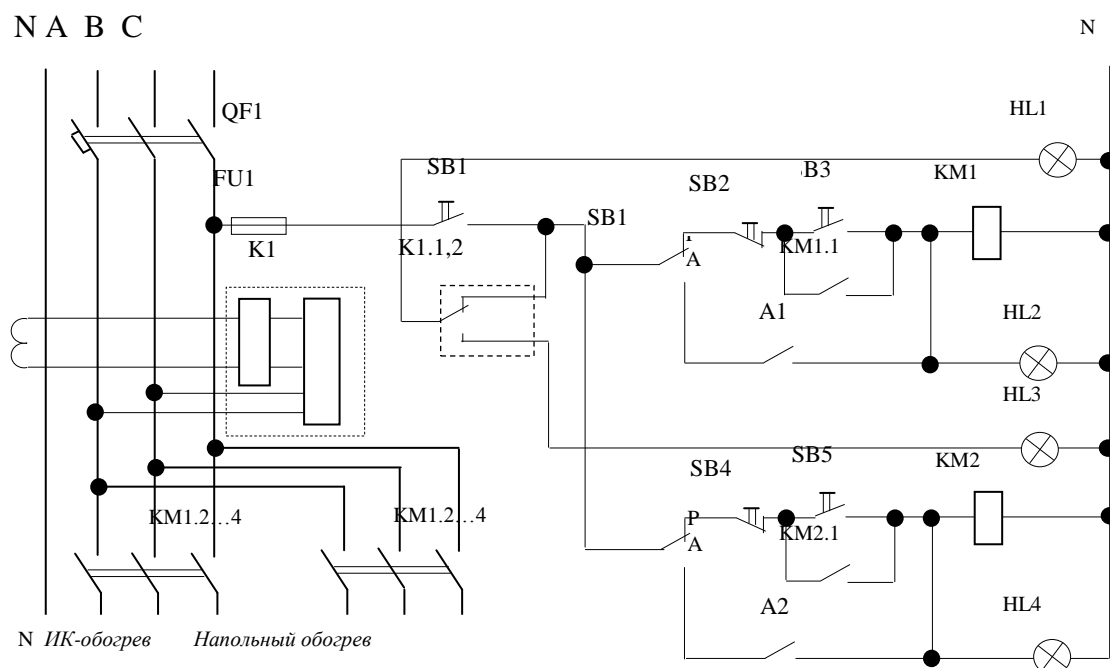 N A B C
N
QF1
HL1
FU1
SB1
SB2
SB3
KM1
SB1
K1
K1.1,2
A
KM1.1
A1
HL2
HL3
SB4
SB5
KM2
KM1.2…4
KM1.2…4
P
A
KM2.1
A2
HL4
N ИК-обогрев Напольный обогрев